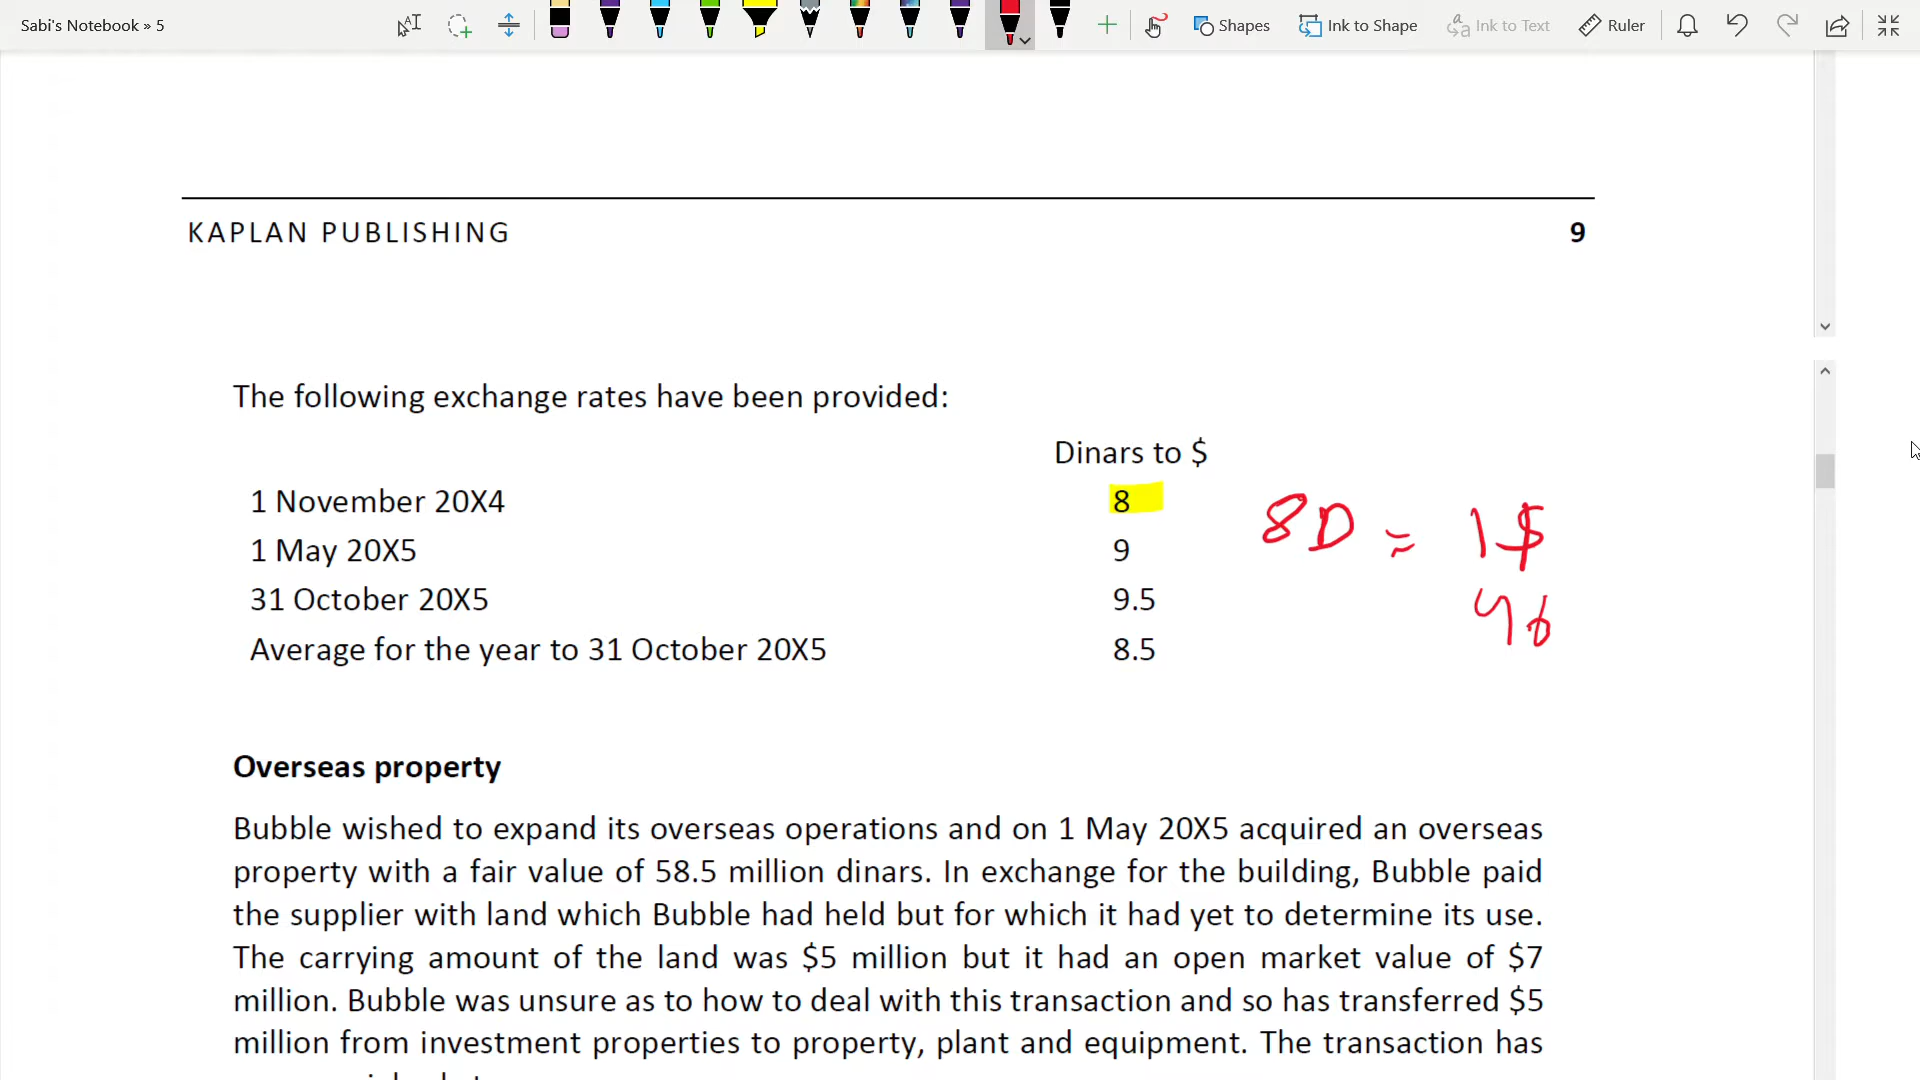 Sabi's Notebook » 5
Shapes
Ink to Shape
Ink to Text
Ruler
KAPLAN PUBLISHING 9
The following exchange rates have been provided:
Dinars to $
1 November 20X4 8
8D = 1$
1 May 20X5 9
31 October 20X5 9.5
Average for the year to 31 October 20X5 8.5
Overseas property
Bubble wished to expand its overseas operations and on 1 May 20X5 acquired an overseas
property with a fair value of 58.5 million dinars. In exchange for the building, Bubble paid
the supplier with land which Bubble had held but for which it had yet to determine its use.
The carrying amount of the land was $5 million but it had an open market value of $7
million. Bubble was unsure as to how to deal with this transaction and so has transferred $5
million from investment properties to property, plant and equipment. The transaction has